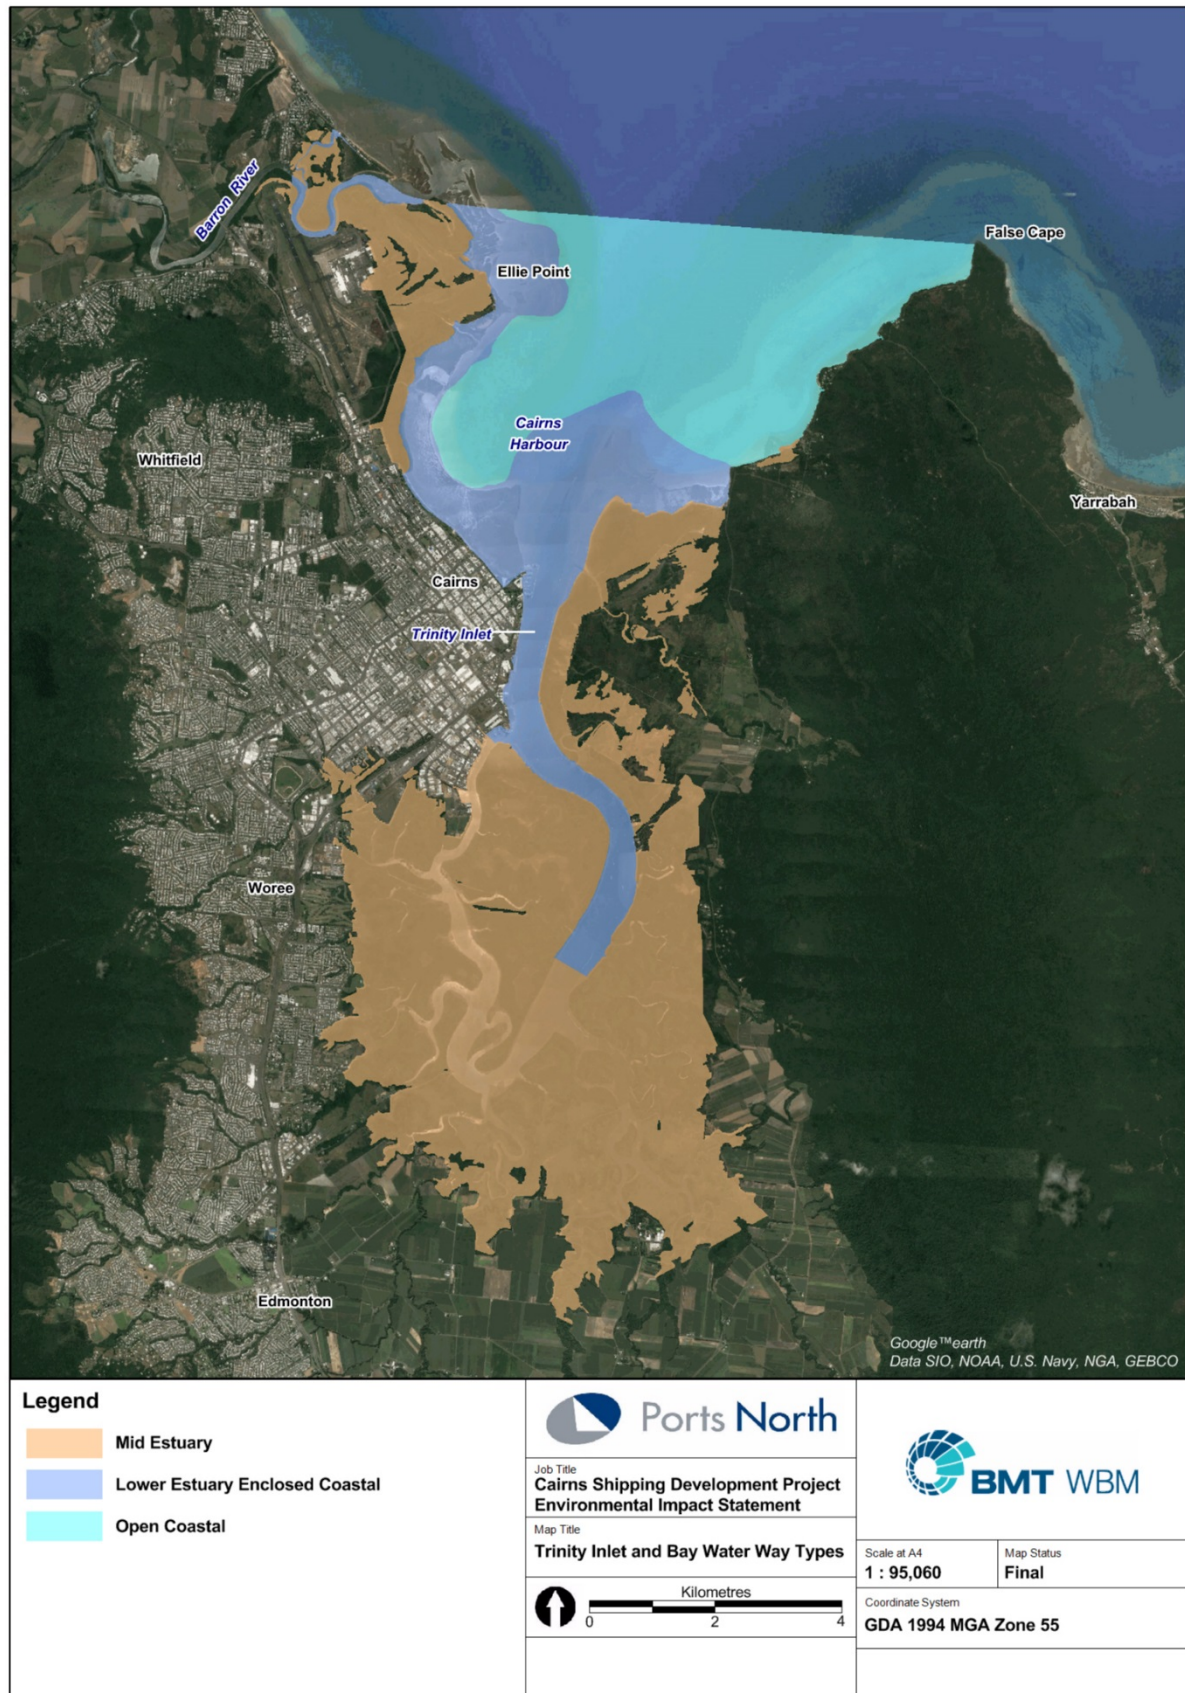 Barron River
False Cape
Ellie Point
Cairns
Harbour
Whitfield
Yarrabah
Cairns
Trinity Inlet
Woree
Edmonton
Google™earth
Data SIO, NOAA, U.S. Navy, NGA, GEBCO
Legend
Mid Estuary
Lower Estuary Enclosed Coastal
Open Coastal
Ports North
Job Title
Cairns Shipping Development Project
Environmental Impact Statement
Map Title
Trinity Inlet and Bay Water Way Types
Kilometres
0 2 4
BMT WBM
Scale at A4
1 : 95,060
Map Status
Final
Coordinate System
GDA 1994 MGA Zone 55